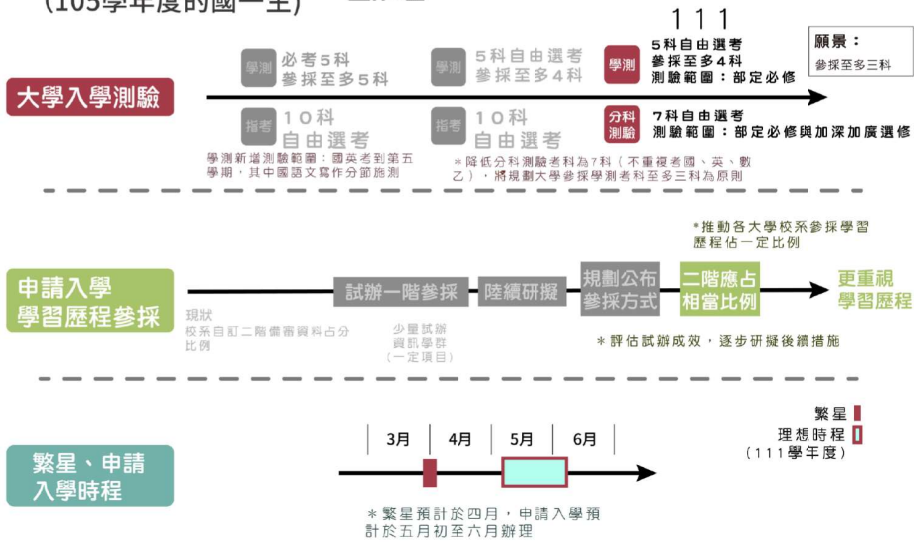 (105學年度的國一生)
111
大學入學測驗
學測
必考5科
參採至多5科
學測
5科自由選考
參採至多4科
學測
5科自由選考
參採至多4科
測驗範圍：部定必修
願景：
參採至多三科
指考
10科
自由選考
指考
10科
自由選考
分科
測驗
7科自由選考
測驗範圍：部定必修與加深加廣選修
學測新增測驗範圍：國英考到第五
學期，其中國語文寫作分節施測
*降低分科測驗考科為7科（不重複考國、英、數
乙），將規劃大學參採學測考科至多三科為原則
*推動各大學校系參採學習
歷程佔一定比例
申請入學
學習歷程參採
試辦一階參採
陸續研擬
規劃公布
參採方式
二階應占
相當比例
更重視
學習歷程
現狀
校系自訂二階備審資料占分
比例
少量試辦
資訊學群
(一定項目)
*評估試辦成效，逐步研擬後續措施
繁星
理想時程
(111學年度)
繁星、申請
入學時程
3月
4月
5月
6月
*繁星預計於四月，申請入學預
計於五月初至六月辦理